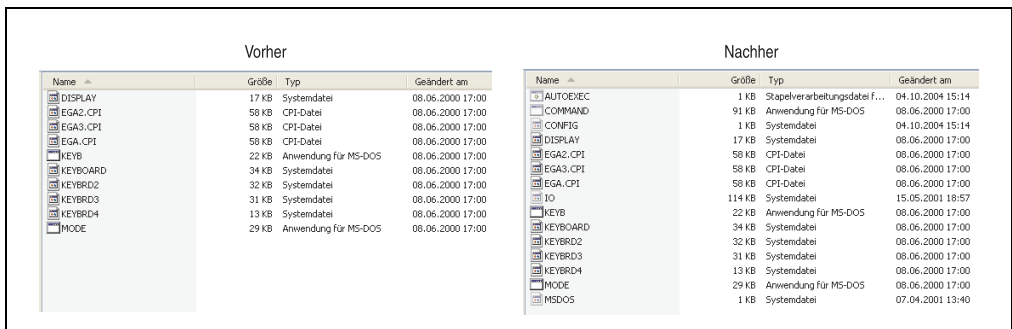 Vorher
Name Größe Typ Geändert am
DISPLAY 17 KB Systemdatei 08.06.2000 17:00
EGA2.CPI 58 KB CPI-Datei 08.06.2000 17:00
EGA3.CPI 58 KB CPI-Datei 08.06.2000 17:00
EGA.CPI 58 KB CPI-Datei 08.06.2000 17:00
KEYB 22 KB Anwendung für MS-DOS 08.06.2000 17:00
KEYBOARD 34 KB Systemdatei 08.06.2000 17:00
KEYBRD2 32 KB Systemdatei 08.06.2000 17:00
KEYBRD3 31 KB Systemdatei 08.06.2000 17:00
KEYBRD4 13 KB Systemdatei 08.06.2000 17:00
MODE 29 KB Anwendung für MS-DOS 08.06.2000 17:00
Nachher
Name Größe Typ Geändert am
AUTOEXEC 1 KB Stapelverarbeitungsdatei f... 04.10.2004 15:14
COMMAND 91 KB Anwendung für MS-DOS 08.06.2000 17:00
CONFIG 1 KB Systemdatei 04.10.2004 15:14
DISPLAY 17 KB Systemdatei 08.06.2000 17:00
EGA2.CPI 58 KB CPI-Datei 08.06.2000 17:00
EGA3.CPI 58 KB CPI-Datei 08.06.2000 17:00
EGA.CPI 58 KB CPI-Datei 08.06.2000 17:00
IO 114 KB Systemdatei 15.05.2001 18:57
KEYB 22 KB Anwendung für MS-DOS 08.06.2000 17:00
KEYBOARD 34 KB Systemdatei 08.06.2000 17:00
KEYBRD2 32 KB Systemdatei 08.06.2000 17:00
KEYBRD3 31 KB Systemdatei 08.06.2000 17:00
KEYBRD4 13 KB Systemdatei 08.06.2000 17:00
MODE 29 KB Anwendung für MS-DOS 08.06.2000 17:00
MSDOS 1 KB Systemdatei 07.04.2001 13:40